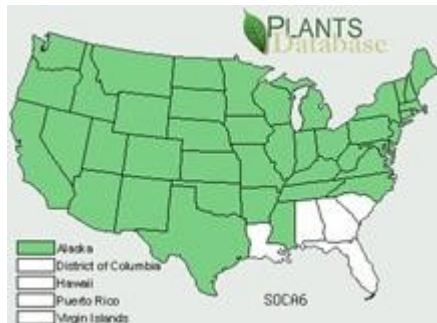 PLANTS
Database
Alaska
District of Columbia
Hawaii
Puerto Rico
Virgin Islands
SOCA6